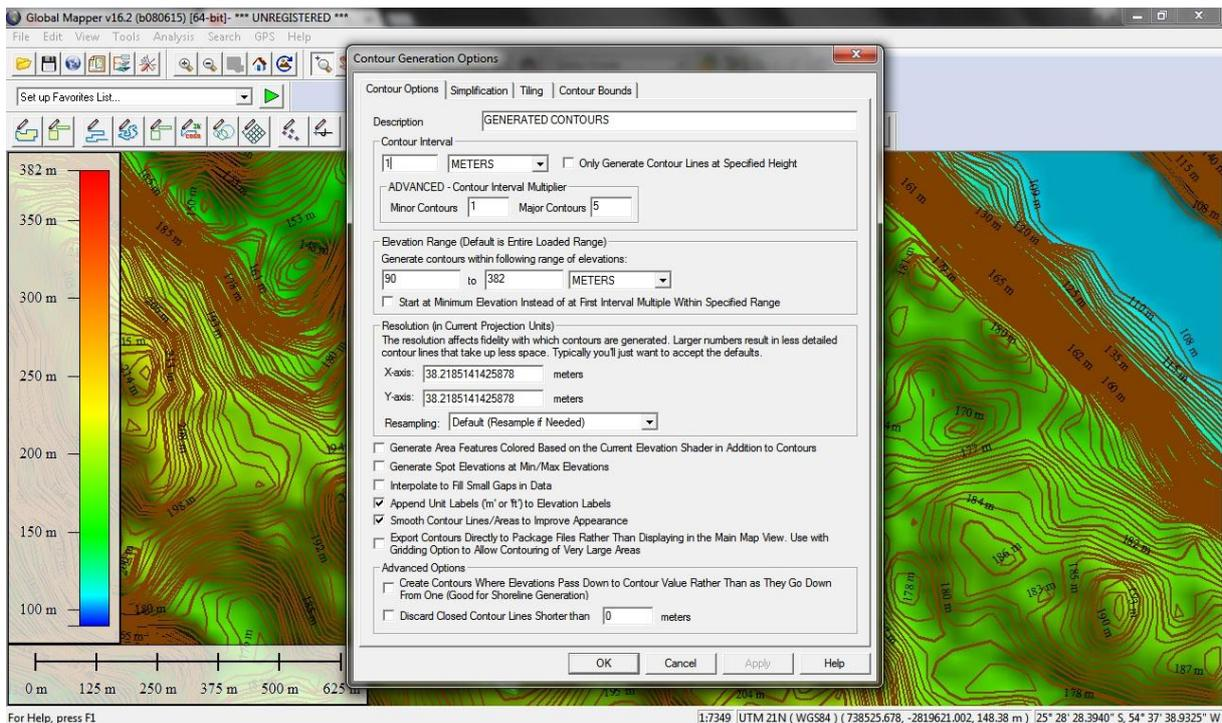 Global Mapper v16.2 (b080615) [64-bit]- *** UNREGISTERED ***
File Edit View Tools Analysis Search GPS Help
Set up Favorites List...
Contour Generation Options
Contour Options Simplification Tiling Contour Bounds
Description GENERATED CONTOURS
Contour Interval
1 METERS Only Generate Contour Lines at Specified Height
ADVANCED - Contour Interval Multiplier
Minor Contours 1 Major Contours 5
Elevation Range (Default is Entire Loaded Range)
Generate contours within following range of elevations:
90 to 382 METERS
Start at Minimum Elevation Instead of at First Interval Multiple Within Specified Range
Resolution (in Current Projection Units)
The resolution affects fidelity with which contours are generated. Larger numbers result in less detailed
contour lines that take up less space. Typically you'll just want to accept the defaults.
X-axis: 38.2185141425878 meters
Y-axis: 38.2185141425878 meters
Resampling: Default (Resample if Needed)
Generate Area Features Colored Based on the Current Elevation Shader in Addition to Contours
Generate Spot Elevations at Min/Max Elevations
Interpolate to Fill Small Gaps in Data
Append Unit Labels ('m' or 'ft') to Elevation Labels
Smooth Contour Lines/Areas to Improve Appearance
Export Contours Directly to Package Files Rather Than Displaying in the Main Map View. Use with
Gridding Option to Allow Contouring of Very Large Areas
Advanced Options
Create Contours Where Elevations Pass Down to Contour Value Rather Than as They Go Down
From One (Good for Shoreline Generation)
Discard Closed Contour Lines Shorter than 0 meters
OK Cancel Apply Help
382 m
350 m
300 m
250 m
200 m
150 m
100 m
0 m 125 m 250 m 375 m 500 m 625
153 m
185 m
178 m
198 m
192 m
180 m
195 m
204 m
161 m
130 m
120 m
109 m
115 m
108 m
179 m
165 m
125 m
110 m
108 m
162 m
135 m
160 m
170 m
177 m
184 m
182 m
186 m
185 m
183 m
178 m
180 m
190 m
187 m
178 m
For Help, press F1
1:7349 UTM 21N ( WGS84 ) ( 738525.678, -2819621.002, 148.38 m ) 25° 28' 28.3940" S, 54° 37' 38.9325" W